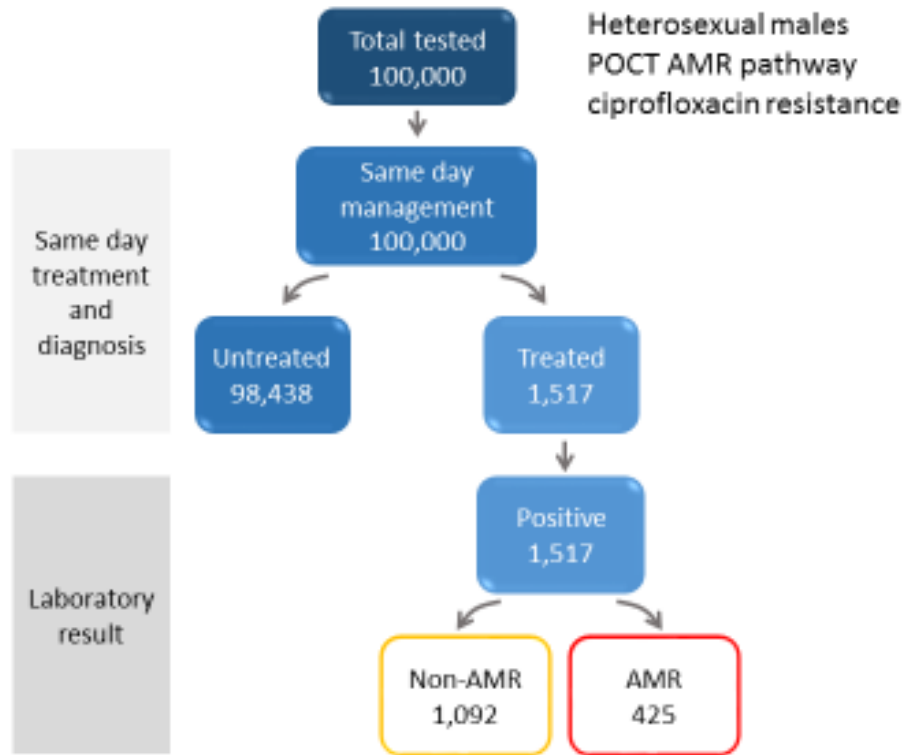 Total tested
100,000
Heterosexual males
POCT AMR pathway
ciprofloxacin resistance
Same day
management
100,000
Same day
treatment
and
diagnosis
Untreated
98,438
Treated
1,517
Positive
1,517
Laboratory
result
Non-AMR
1,092
AMR
425